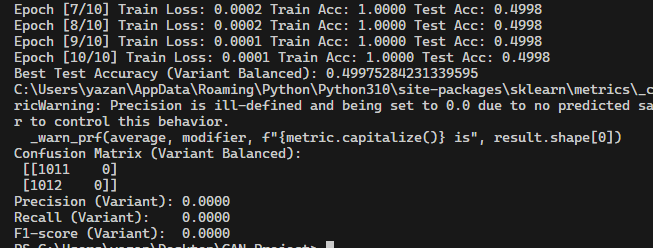 Epoch [7/10] Train Loss: 0.0002 Train Acc: 1.0000 Test Acc: 0.4998
Epoch [8/10] Train Loss: 0.0002 Train Acc: 1.0000 Test Acc: 0.4998
Epoch [9/10] Train Loss: 0.0001 Train Acc: 1.0000 Test Acc: 0.4998
Epoch [10/10] Train Loss: 0.0001 Train Acc: 1.0000 Test Acc: 0.4998
Best Test Accuracy (Variant Balanced): 0.49975284231339595
C:\Users\yazan\AppData\Roaming\Python\Python310\site-packages\sklearn\metrics\_c
ricWarning: Precision is ill-defined and being set to 0.0 due to no predicted sa
r to control this behavior.
_warn_prf(average, modifier, f"{metric.capitalize()} is", result.shape[0])
Confusion Matrix (Variant Balanced):
[[1011 0]
[1012 0]]
Precision (Variant): 0.0000
Recall (Variant): 0.0000
F1-score (Variant): 0.0000